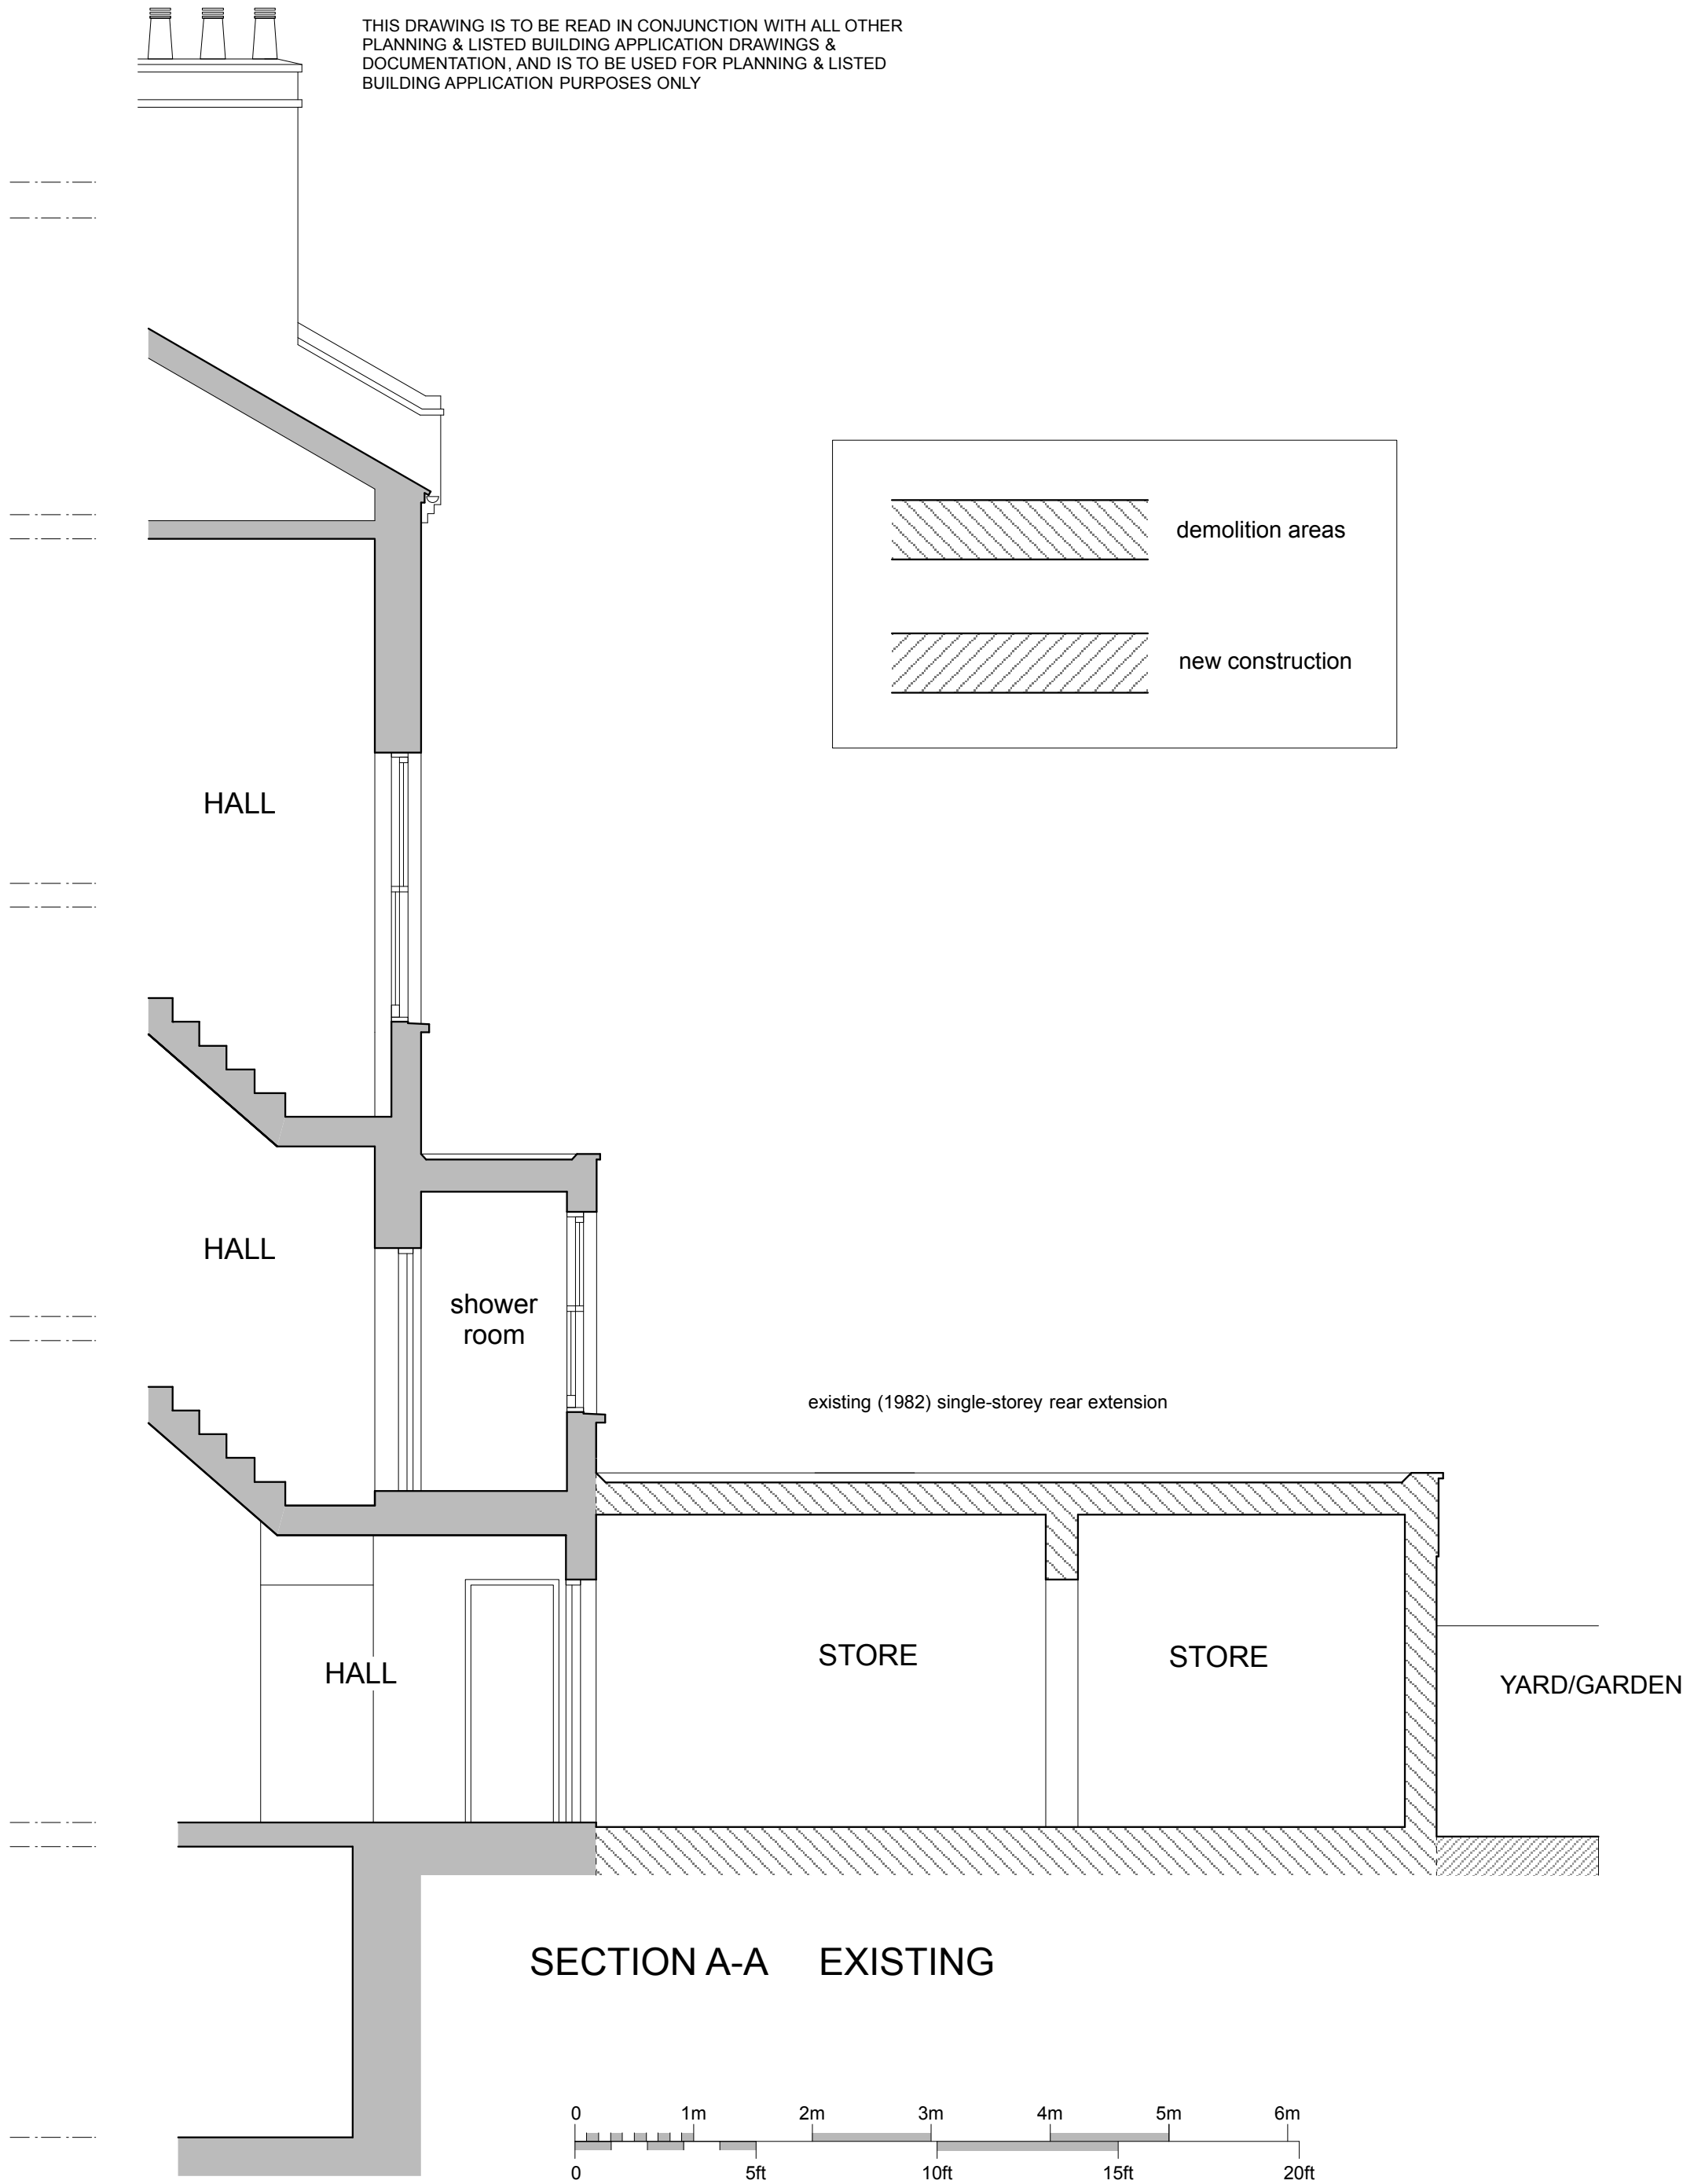 THIS DRAWING IS TO BE READ IN CONJUNCTION WITH ALL OTHER
PLANNING & LISTED BUILDING APPLICATION DRAWINGS &
DOCUMENTATION, AND IS TO BE USED FOR PLANNING & LISTED
BUILDING APPLICATION PURPOSES ONLY
demolition areas
new construction
HALL
HALL
shower
room
existing (1982) single-storey rear extension
HALL
STORE
STORE
YARD/GARDEN
SECTION A-A EXISTING
0 1m 2m 3m 4m 5m 6m
0 5ft 10ft 15ft 20ft